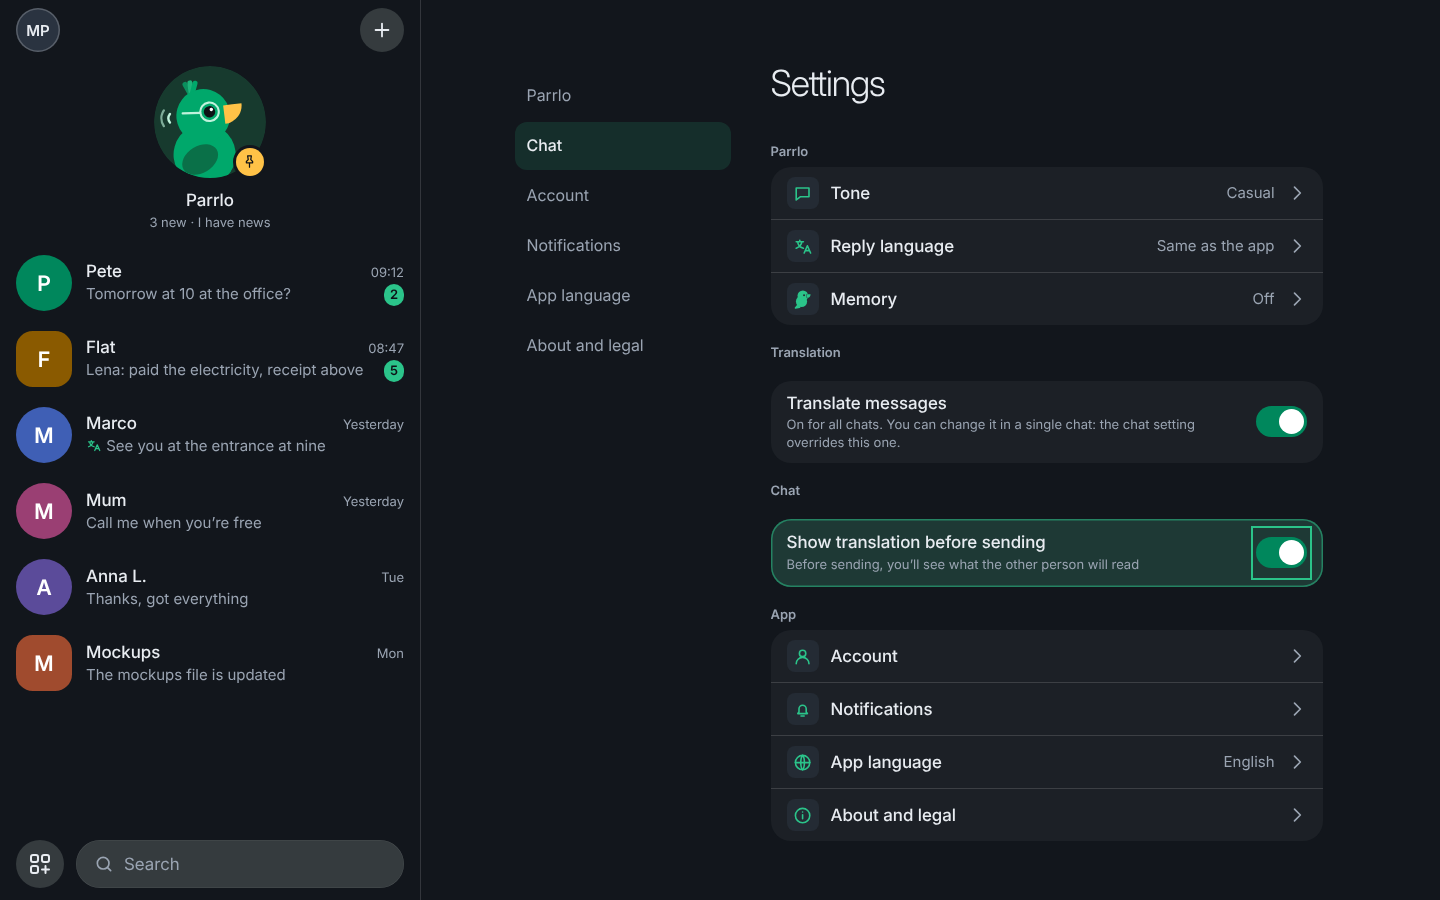 MP
Parrlo
3 new · I have news
P
Pete
09:12
Tomorrow at 10 at the office?
2
F
Flat
08:47
Lena: paid the electricity, receipt above
5
M
Marco
Yesterday
See you at the entrance at nine
M
Mum
Yesterday
Call me when you’re free
A
Anna L.
Tue
Thanks, got everything
M
Mockups
Mon
The mockups file is updated
Search
Parrlo
Chat
Account
Notifications
App language
About and legal
Settings
Parrlo
Tone
Casual
Reply language
Same as the app
Memory
Off
Translation
Translate messages
On for all chats. You can change it in a single chat: the chat setting
overrides this one.
Chat
Show translation before sending
Before sending, you’ll see what the other person will read
App
Account
Notifications
App language
English
About and legal